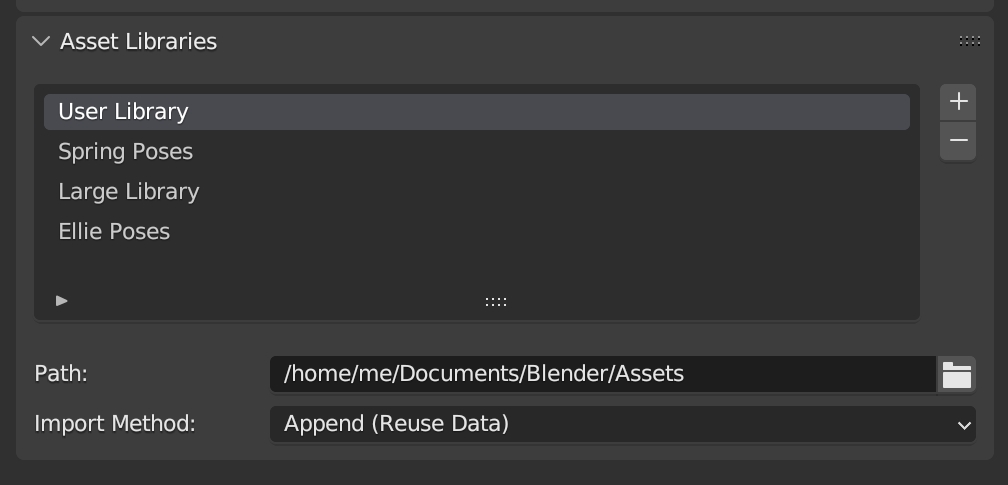 Asset Libraries
User Library
Spring Poses
Large Library
Ellie Poses
Path: /home/me/Documents/Blender/Assets
Import Method: Append (Reuse Data)